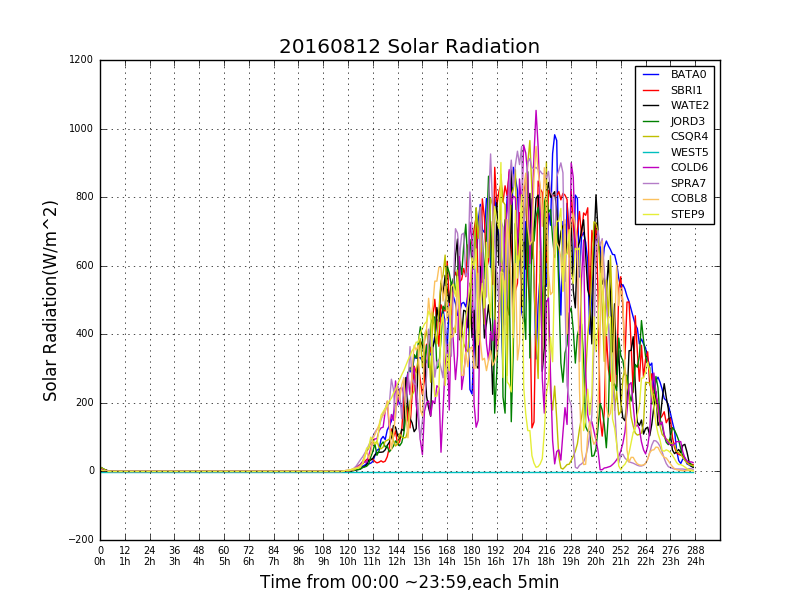 20160812 Solar Radiation
1200
1000
800
600
400
200
0
−200
Solar Radiation(W/m^2)
BATA0
SBRI1
WATE2
JORD3
CSQR4
WEST5
COLD6
SPRA7
COBL8
STEP9
0 12 24 36 48 60 72 84 96 108 120 132 144 156 168 180 192 204 216 228 240 252 264 276 288
0h 1h 2h 3h 4h 5h 6h 7h 8h 9h 10h 11h 12h 13h 14h 15h 16h 17h 18h 19h 20h 21h 22h 23h 24h
Time from 00:00 ~23:59,each 5min